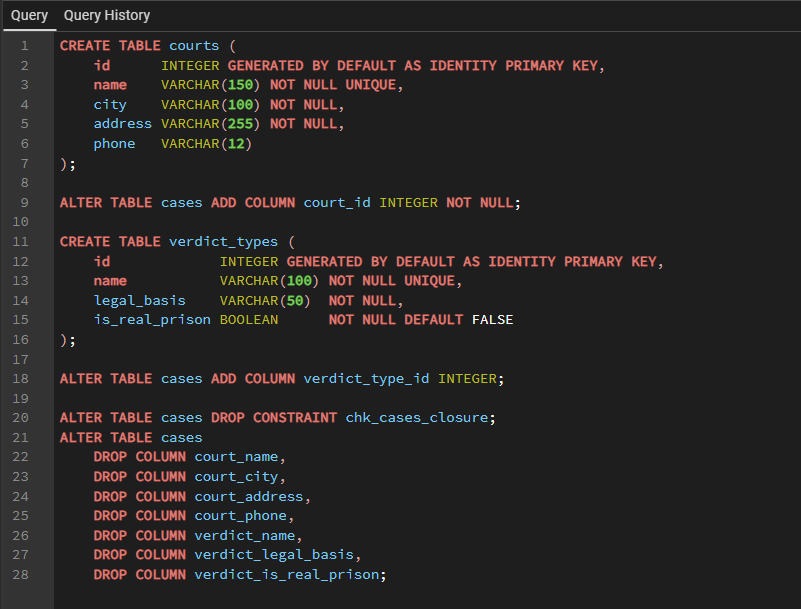 Query Query History
1 CREATE TABLE courts (
2     id      INTEGER GENERATED BY DEFAULT AS IDENTITY PRIMARY KEY,
3     name    VARCHAR(150) NOT NULL UNIQUE,
4     city    VARCHAR(100) NOT NULL,
5     address VARCHAR(255) NOT NULL,
6     phone   VARCHAR(12)
7 );
8
9 ALTER TABLE cases ADD COLUMN court_id INTEGER NOT NULL;
10
11 CREATE TABLE verdict_types (
12     id             INTEGER GENERATED BY DEFAULT AS IDENTITY PRIMARY KEY,
13     name           VARCHAR(100) NOT NULL UNIQUE,
14     legal_basis    VARCHAR(50)  NOT NULL,
15     is_real_prison BOOLEAN      NOT NULL DEFAULT FALSE
16 );
17
18 ALTER TABLE cases ADD COLUMN verdict_type_id INTEGER;
19
20 ALTER TABLE cases DROP CONSTRAINT chk_cases_closure;
21 ALTER TABLE cases
22     DROP COLUMN court_name,
23     DROP COLUMN court_city,
24     DROP COLUMN court_address,
25     DROP COLUMN court_phone,
26     DROP COLUMN verdict_name,
27     DROP COLUMN verdict_legal_basis,
28     DROP COLUMN verdict_is_real_prison;